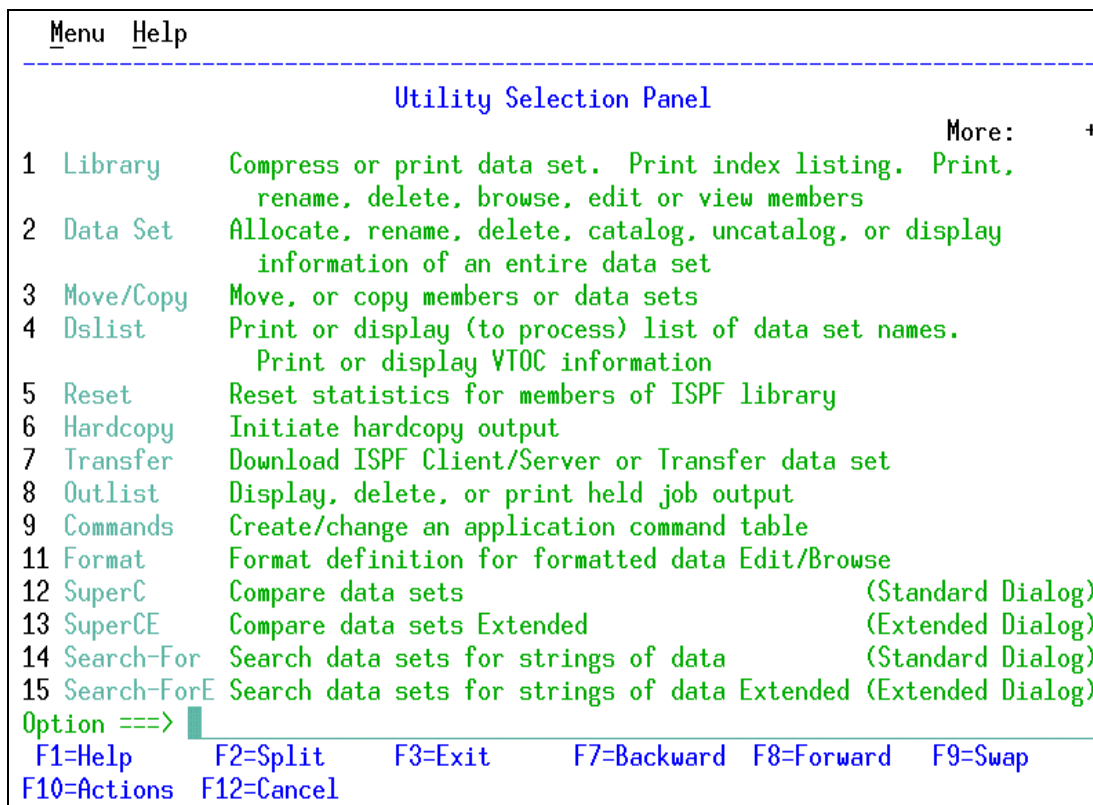 Menu Help
Utility Selection Panel
More: +
1 Library Compress or print data set. Print index listing. Print,
rename, delete, browse, edit or view members
2 Data Set Allocate, rename, delete, catalog, uncatalog, or display
information of an entire data set
3 Move/Copy Move, or copy members or data sets
4 Dslist Print or display (to process) list of data set names.
Print or display VTOC information
5 Reset Reset statistics for members of ISPF library
6 Hardcopy Initiate hardcopy output
7 Transfer Download ISPF Client/Server or Transfer data set
8 Outlist Display, delete, or print held job output
9 Commands Create/change an application command table
11 Format Format definition for formatted data Edit/Browse
12 SuperC Compare data sets (Standard Dialog)
13 SuperCE Compare data sets Extended (Extended Dialog)
14 Search-For Search data sets for strings of data (Standard Dialog)
15 Search-ForE Search data sets for strings of data Extended (Extended Dialog)
Option ===>
F1=Help F2=Split F3=Exit F7=Backward F8=Forward F9=Swap
F10=Actions F12=Cancel